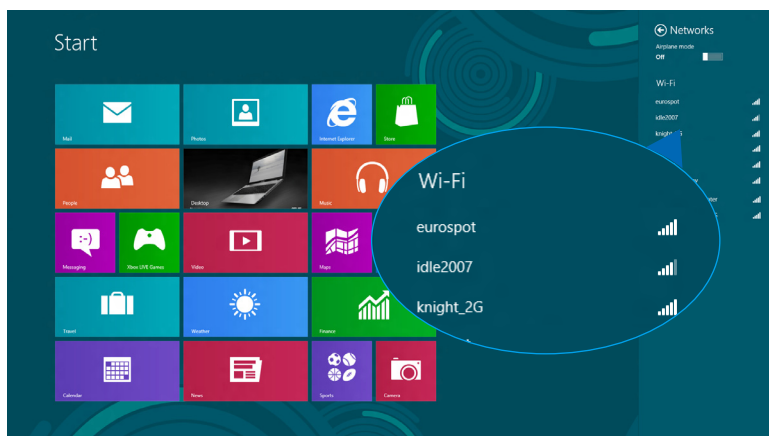 Start
Mail
Photos
Internet Explorer
Store
People
Desktop
Music
:-)
Messaging
Xbox LIVE Games
Video
Maps
Travel
Weather
Finance
Calendar
News
Sports
Camera
Networks
Airplane mode
Off
Wi-Fi
eurospot
idle2007
Wi-Fi
eurospot
idle2007
knight_2G